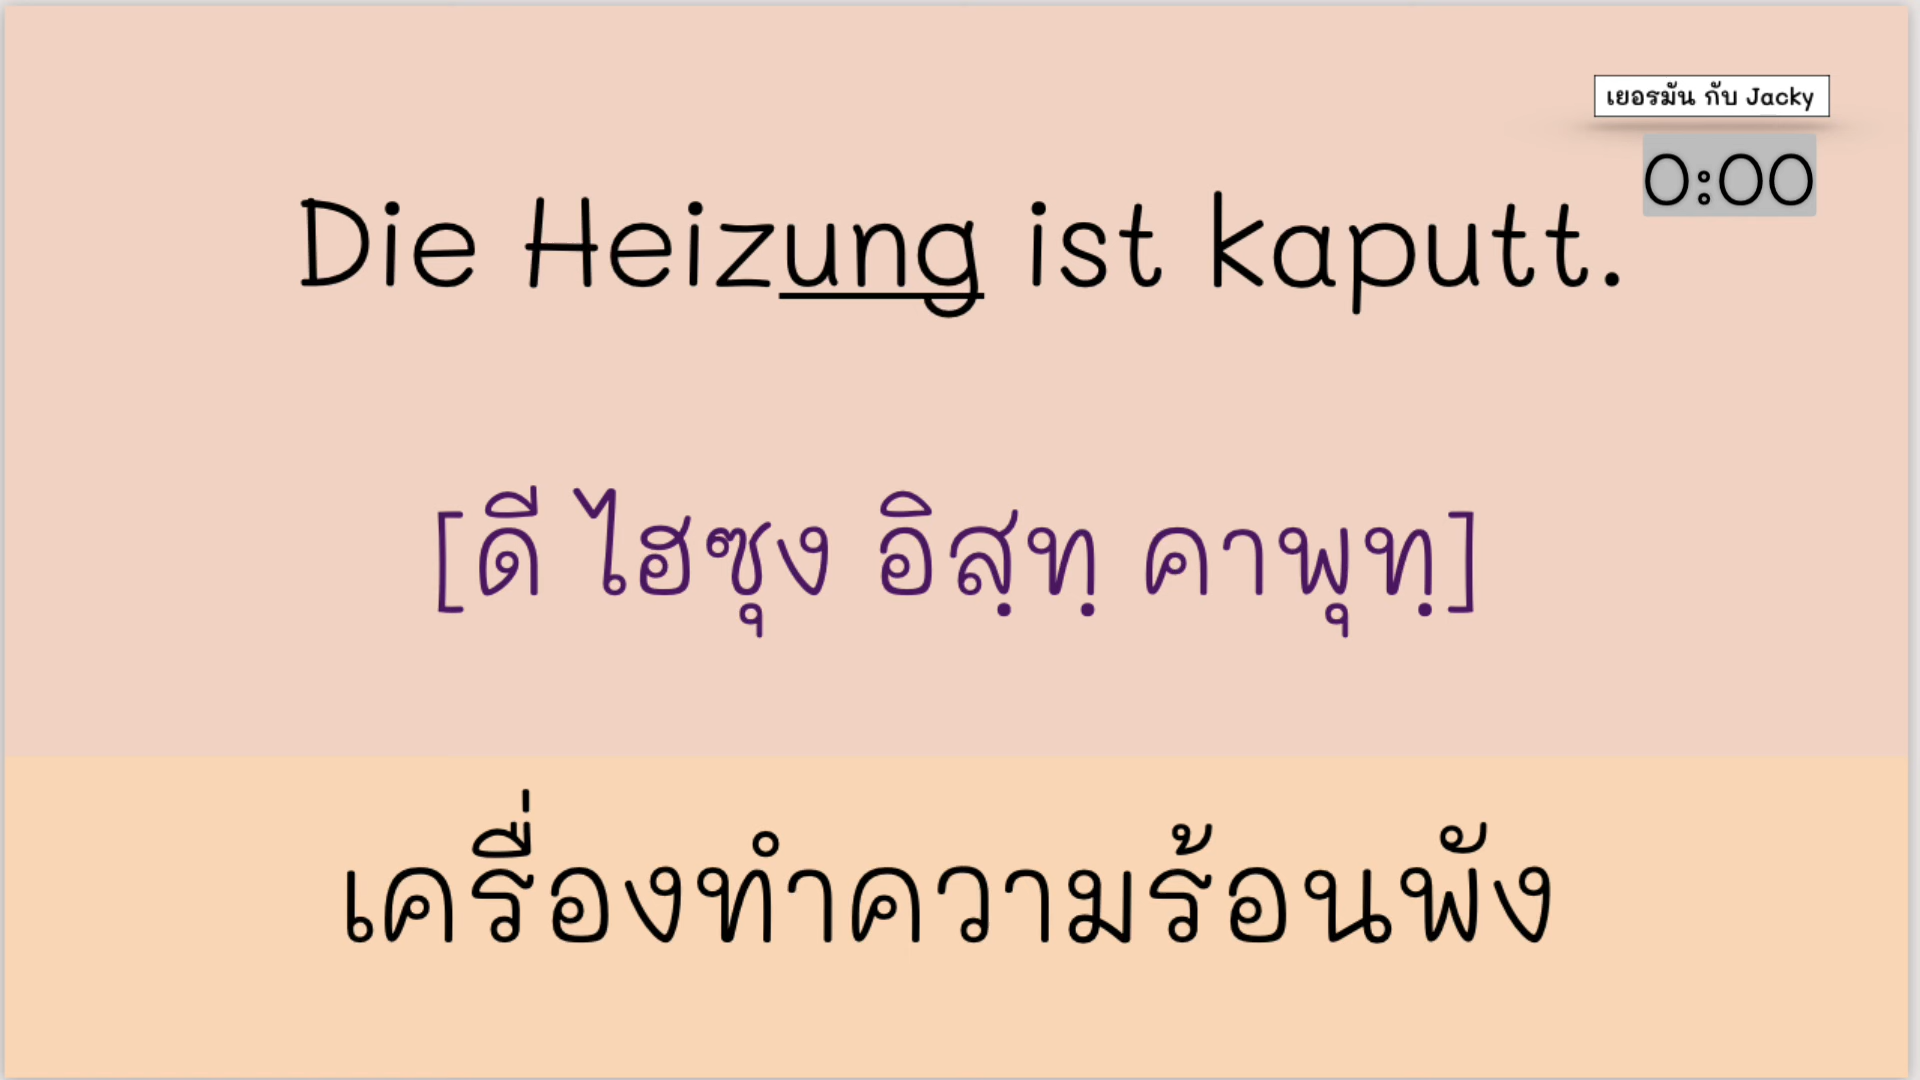 เยอรมัน กับ Jacky
0:00
Die Heizung ist kaputt.
[ดี ไฮซุง อิสฺทฺ คาพุทฺ]
เครื่องทำความร้อนพัง